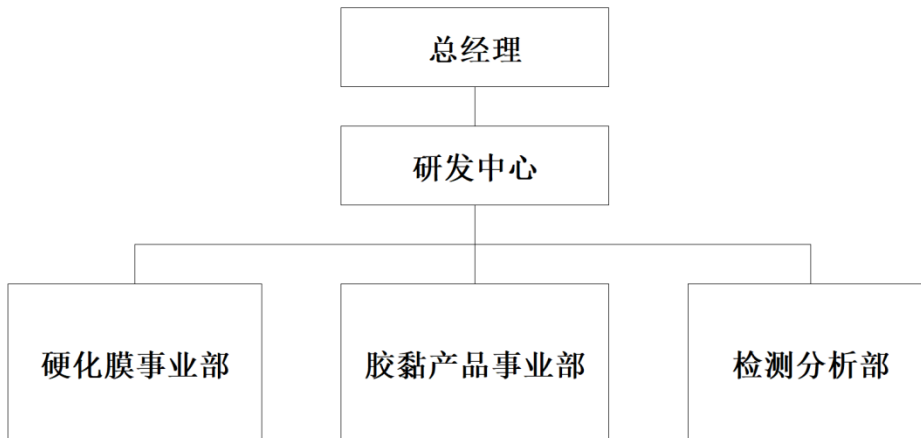 总经理
研发中心
硬化膜事业部
胶黏产品事业部
检测分析部